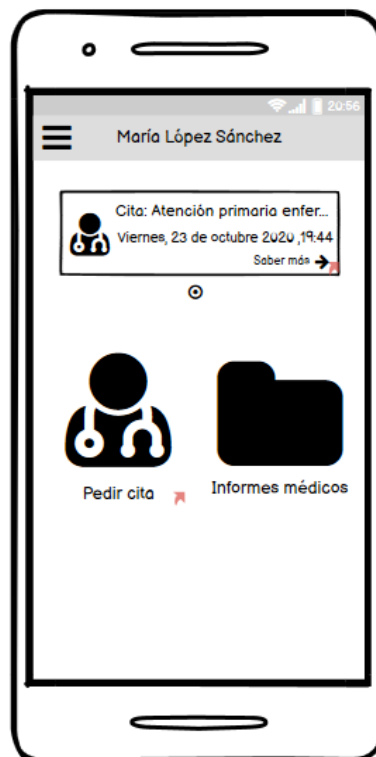 20:56
María López Sánchez
Cita: Atención primaria enfer...
Viernes, 23 de octubre 2020 ,19:44
Saber más
Pedir cita
Informes médicos